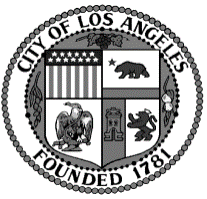 CITY OF LOS ANGELES
FOUNDED 1781